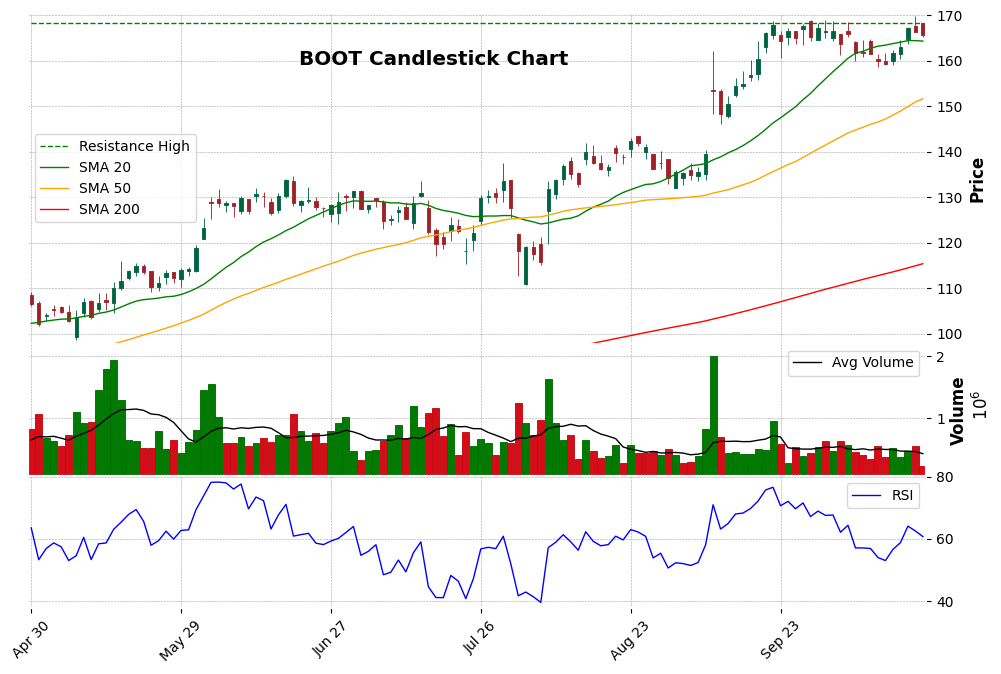 BOOT Candlestick Chart
Resistance High
SMA 20
SMA 50
SMA 200
170
160
150
140
130
120
110
100
Price
Avg Volume
2
1
Volume
10^6
RSI
80
60
40
Apr 30
May 29
Jun 27
Jul 26
Aug 23
Sep 23